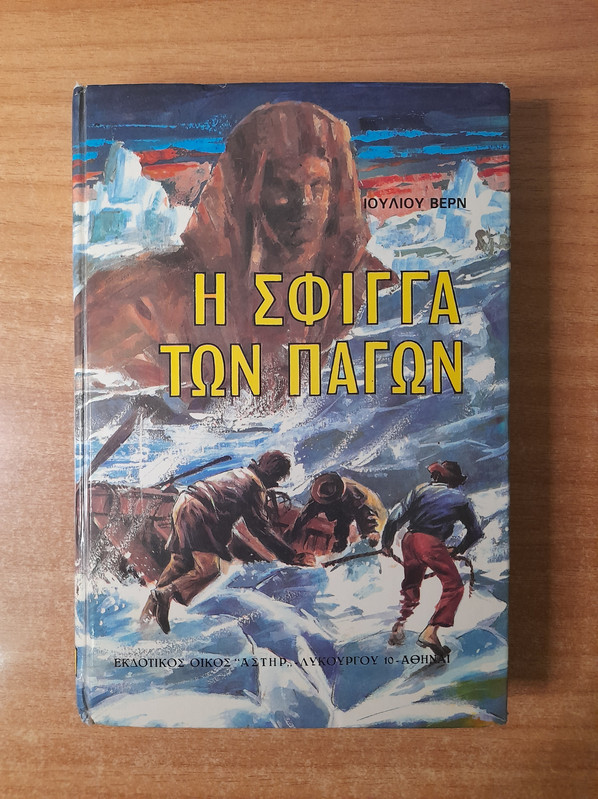 ΙΟΥΛΙΟΥ ΒΕΡΝ
Η ΣΦΙΓΓΑ
ΤΩΝ ΠΑΓΩΝ
ΕΚΔΟΤΙΚΟΣ ΟΙΚΟΣ "ΑΣΤΗΡ,, - ΛΥΚΟΥΡΓΟΥ 10 - ΑΘΗΝΑΙ